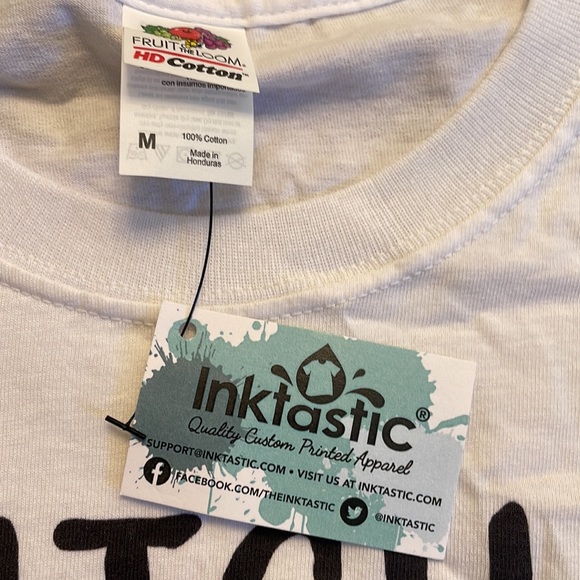 FRUIT OF THE LOOM®
HD Cotton™
con insumos importados
M
100% Cotton
Made in
Honduras
Inktastic®
Quality Custom Printed Apparel
SUPPORT@INKTASTIC.COM • VISIT US AT INKTASTIC.COM
FACEBOOK.COM/THEINKTASTIC
@INKTASTIC